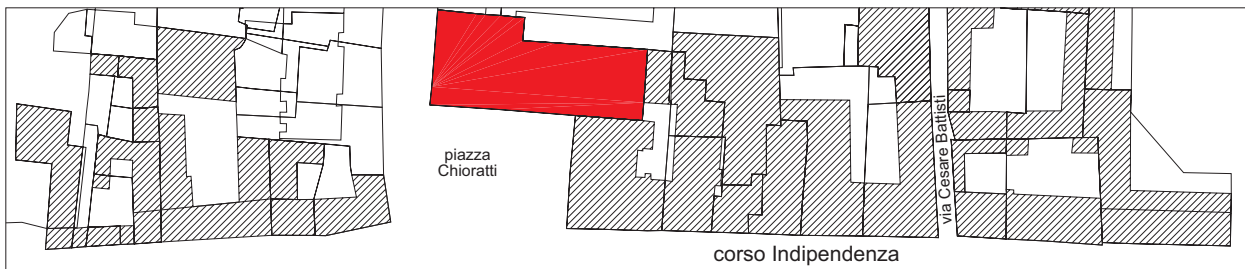 piazza
Chioratti
via Cesare Battisti
corso Indipendenza